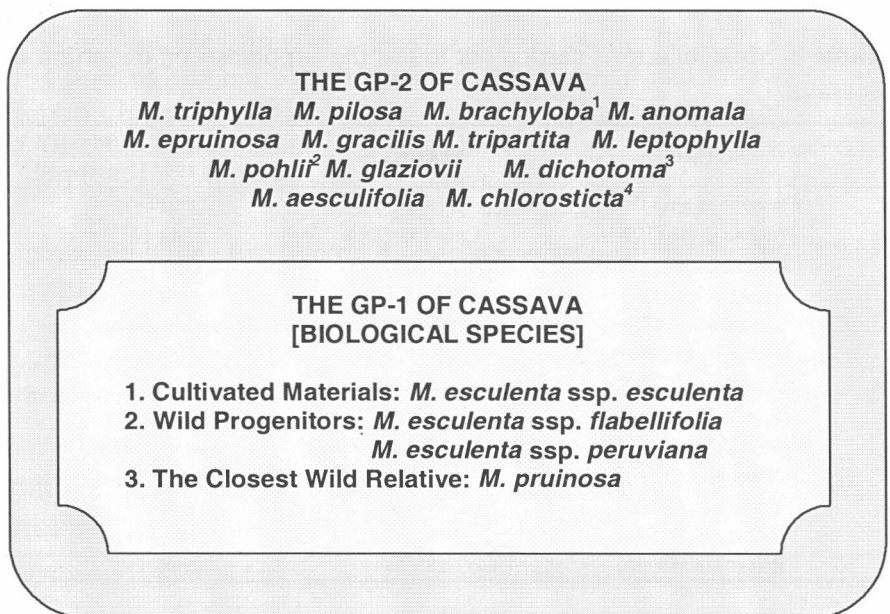 THE GP-2 OF CASSAVA
M. triphylla M. pilosa M. brachyloba1 M. anomala
M. epruinosa M. gracilis M. tripartita M. leptophylla
M. pohlii2 M. glaziovii M. dichotoma3
M. aesculifolia M. chlorosticta4
THE GP-1 OF CASSAVA
[BIOLOGICAL SPECIES]
1. Cultivated Materials: M. esculenta ssp. esculenta
2. Wild Progenitors: M. esculenta ssp. flabellifolia
M. esculenta ssp. peruviana
3. The Closest Wild Relative: M. pruinosa